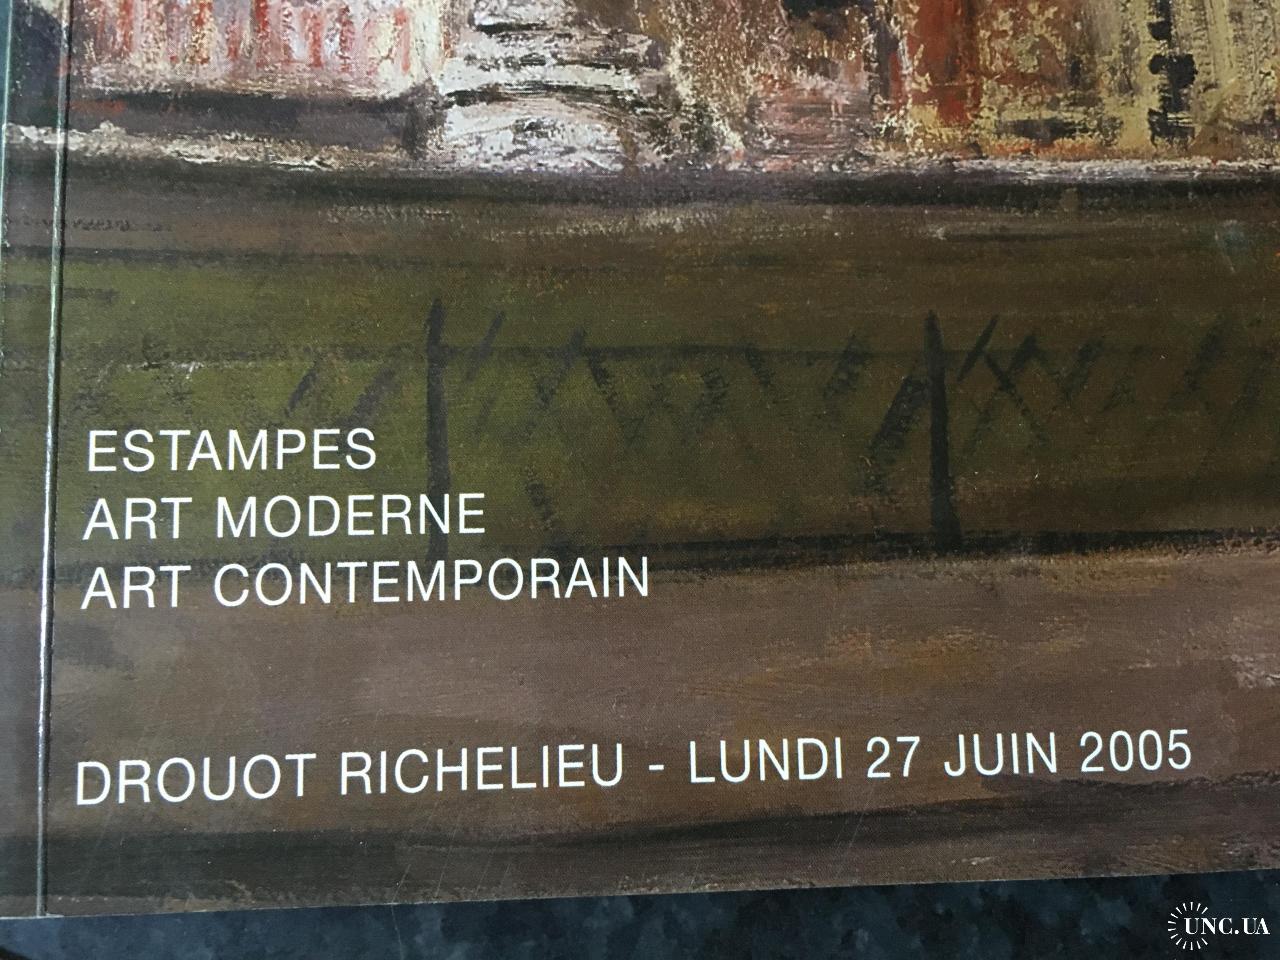 ESTAMPES
ART MODERNE
ART CONTEMPORAIN
DROUOT RICHELIEU - LUNDI 27 JUIN 2005
UNC.UA